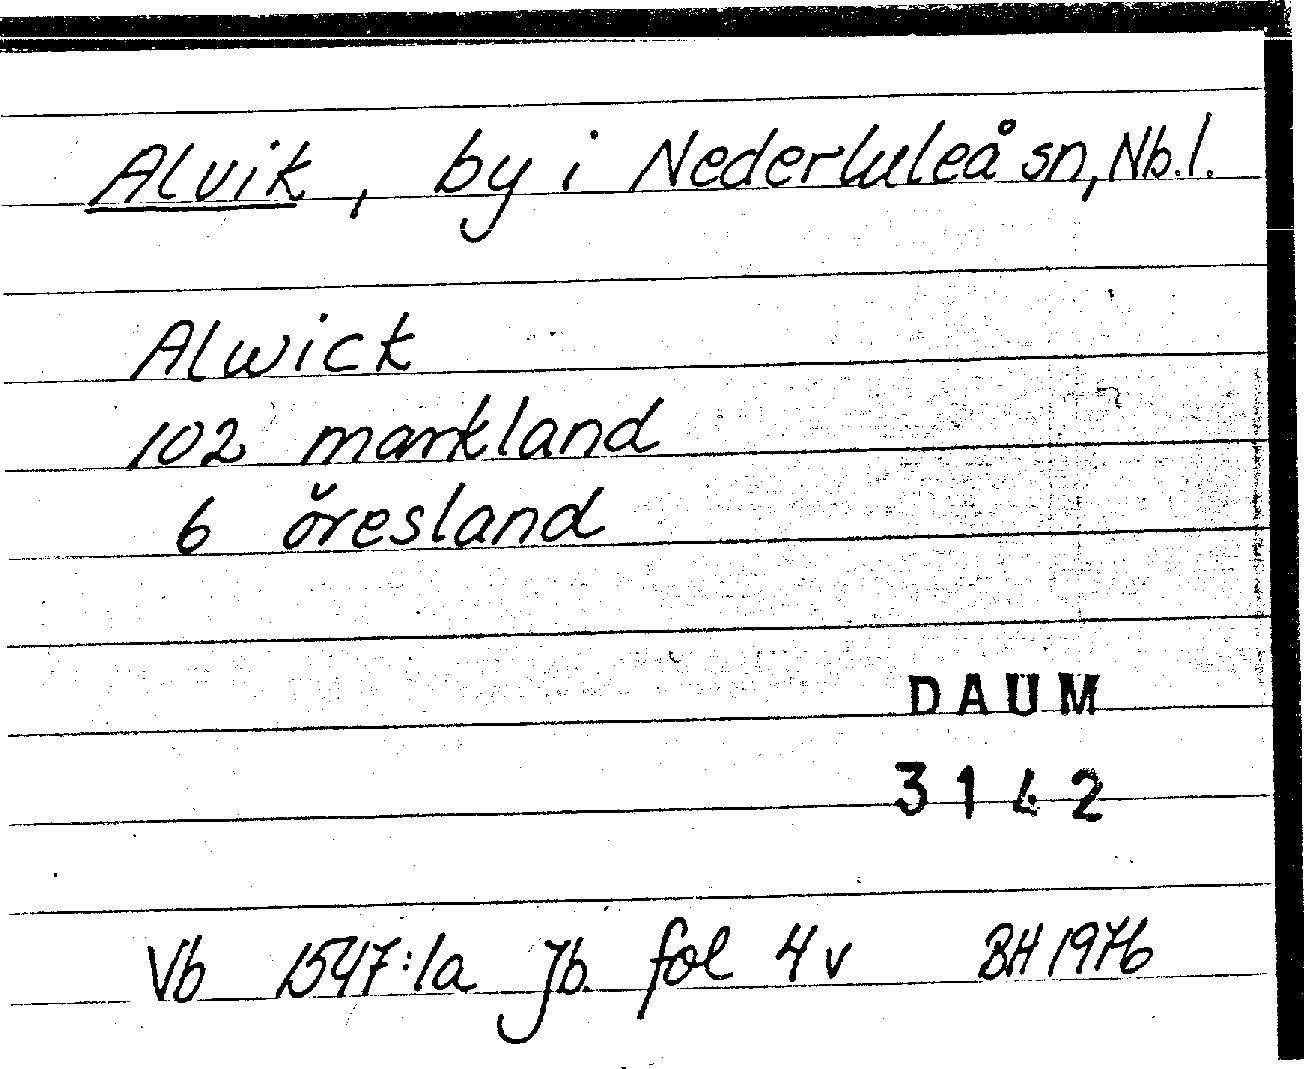 Alvik, by i Nederluleå sn, Nb.l.
Alwick
102 markland
6 öresland
DAUM
3142
Vb 1547:1a Jb fol 4 v BH 1976